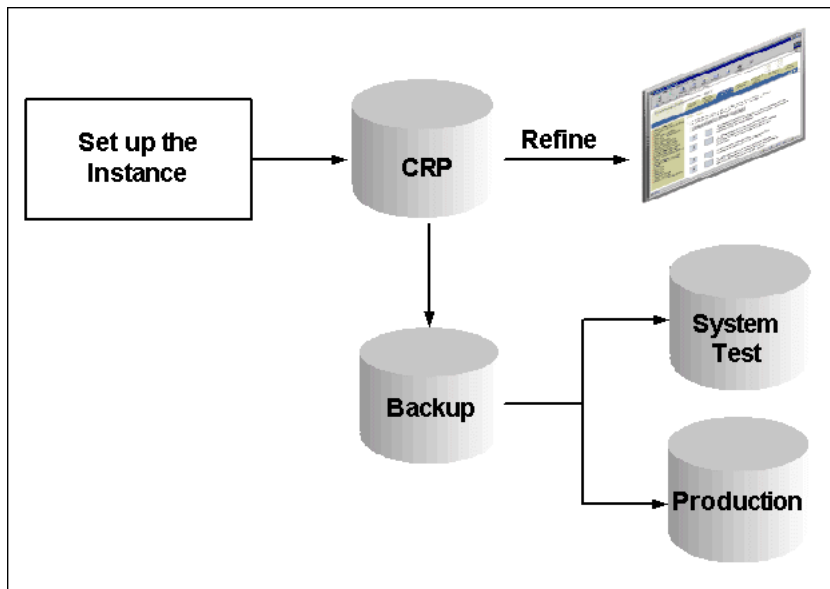 Set up the
Instance
CRP
Refine
Backup
System
Test
Production